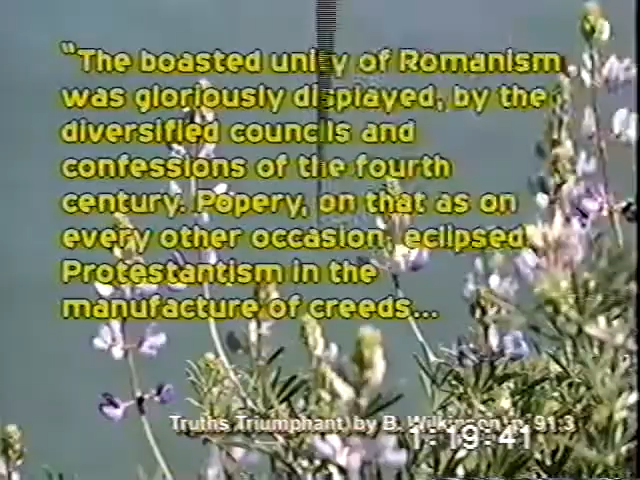 "The boasted unity of Romanism
was gloriously displayed, by the
diversified councils and
confessions of the fourth
century. Popery, on that as on
every other occasion, eclipsed
Protestantism in the
manufacture of creeds...
Truths Triumphant by B. Wilkinson, p. 91:3
1:19:41